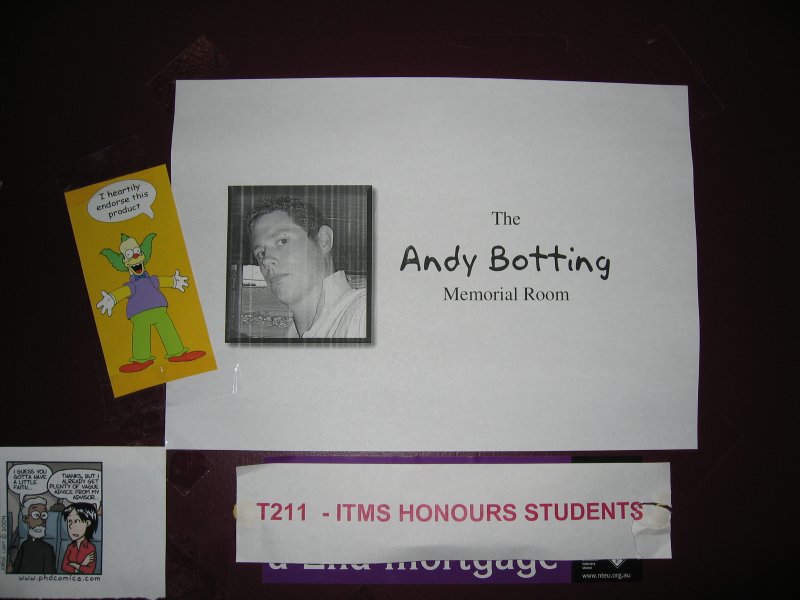 I heartily
endorse this
product
The
Andy Botting
Memorial Room
I GUESS YOU
GOTTA HAVE
A LITTLE
FAITH...
THANKS, BUT I
ALREADY GET
PLENTY OF VAGUE
ADVICE FROM MY
ADVISOR...
www.phdcomics.com
T211 - ITMS HONOURS STUDENTS
a 2nd mortgage
Industry
Union
www.nteu.org.au